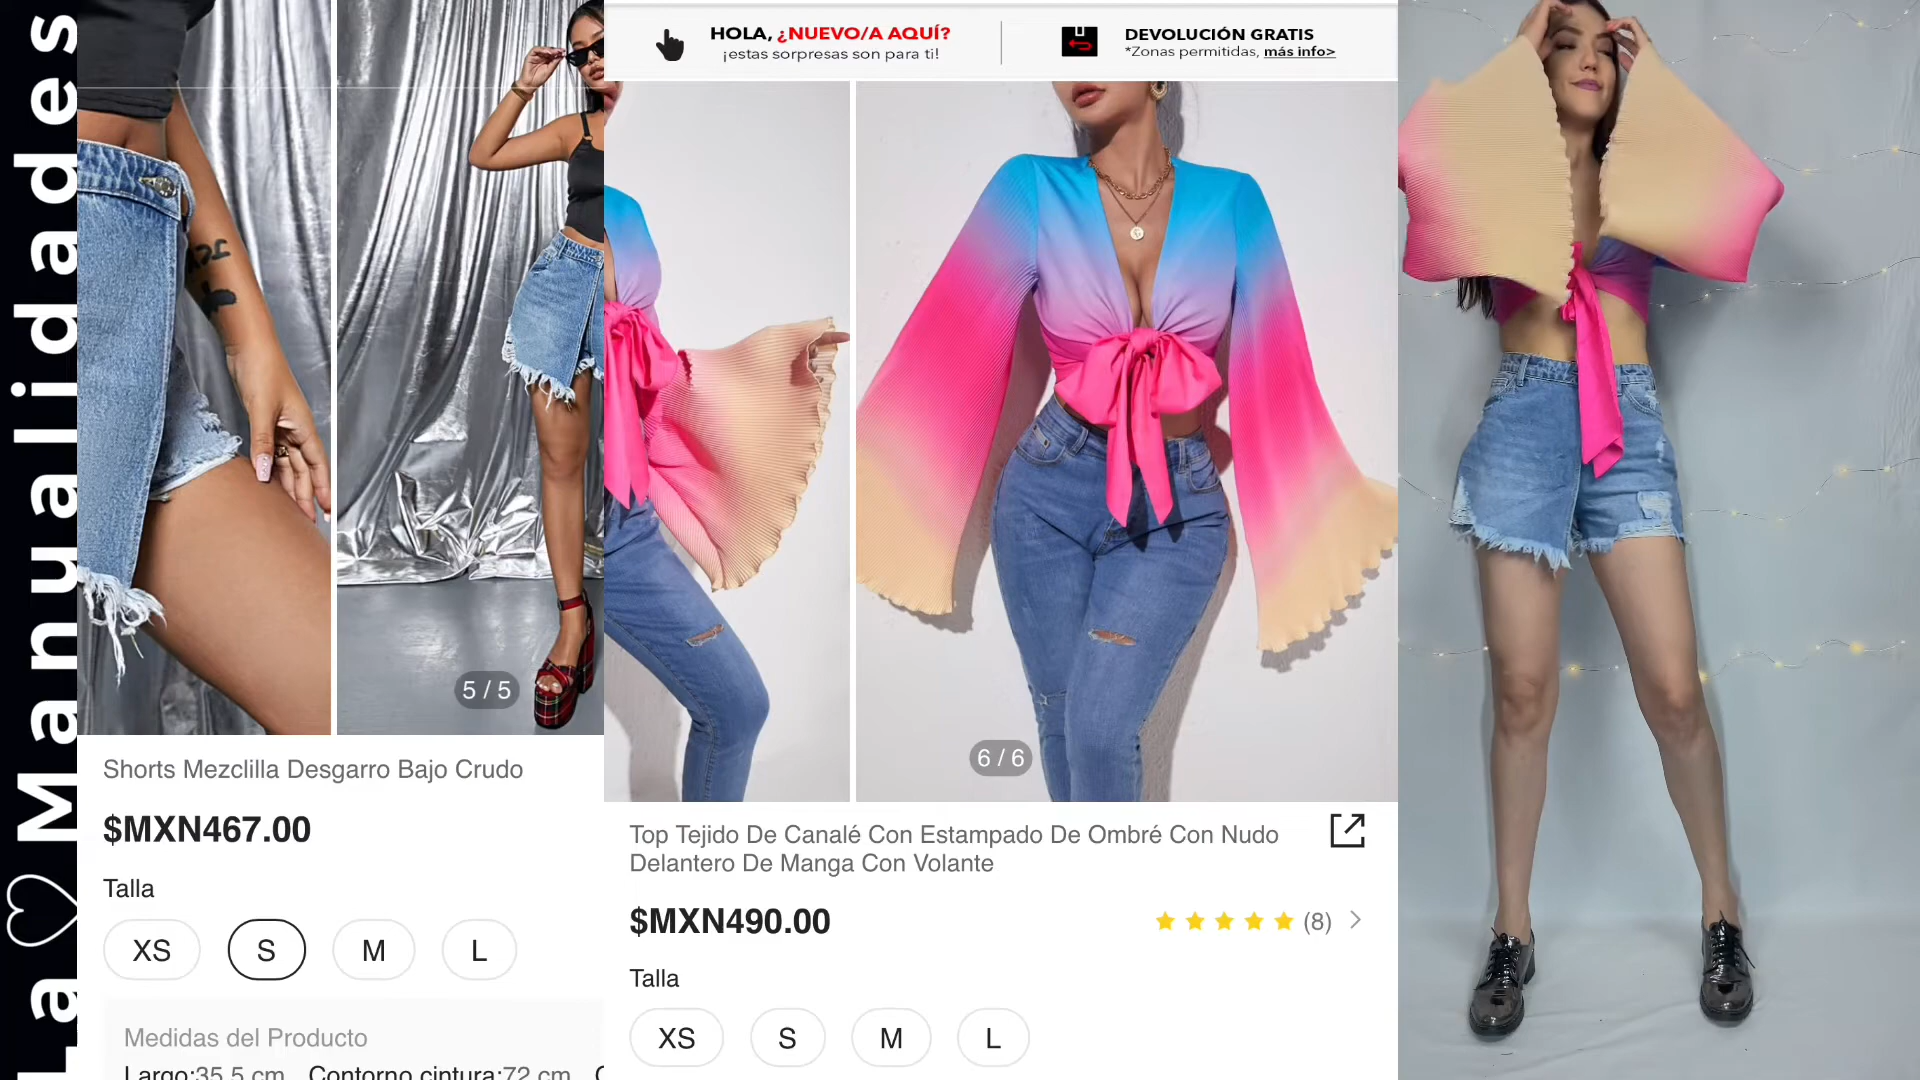 La♡Manualidades
5 / 5
Shorts Mezclilla Desgarro Bajo Crudo
$MXN467.00
Talla
XS S M L
Medidas del Producto
Largo:35.5 cm Contorno cintura:72 cm
HOLA, ¿NUEVO/A AQUÍ?
¡estas sorpresas son para ti!
DEVOLUCIÓN GRATIS
*Zonas permitidas, más info>
6 / 6
Top Tejido De Canalé Con Estampado De Ombré Con Nudo
Delantero De Manga Con Volante
$MXN490.00
(8)
Talla
XS S M L